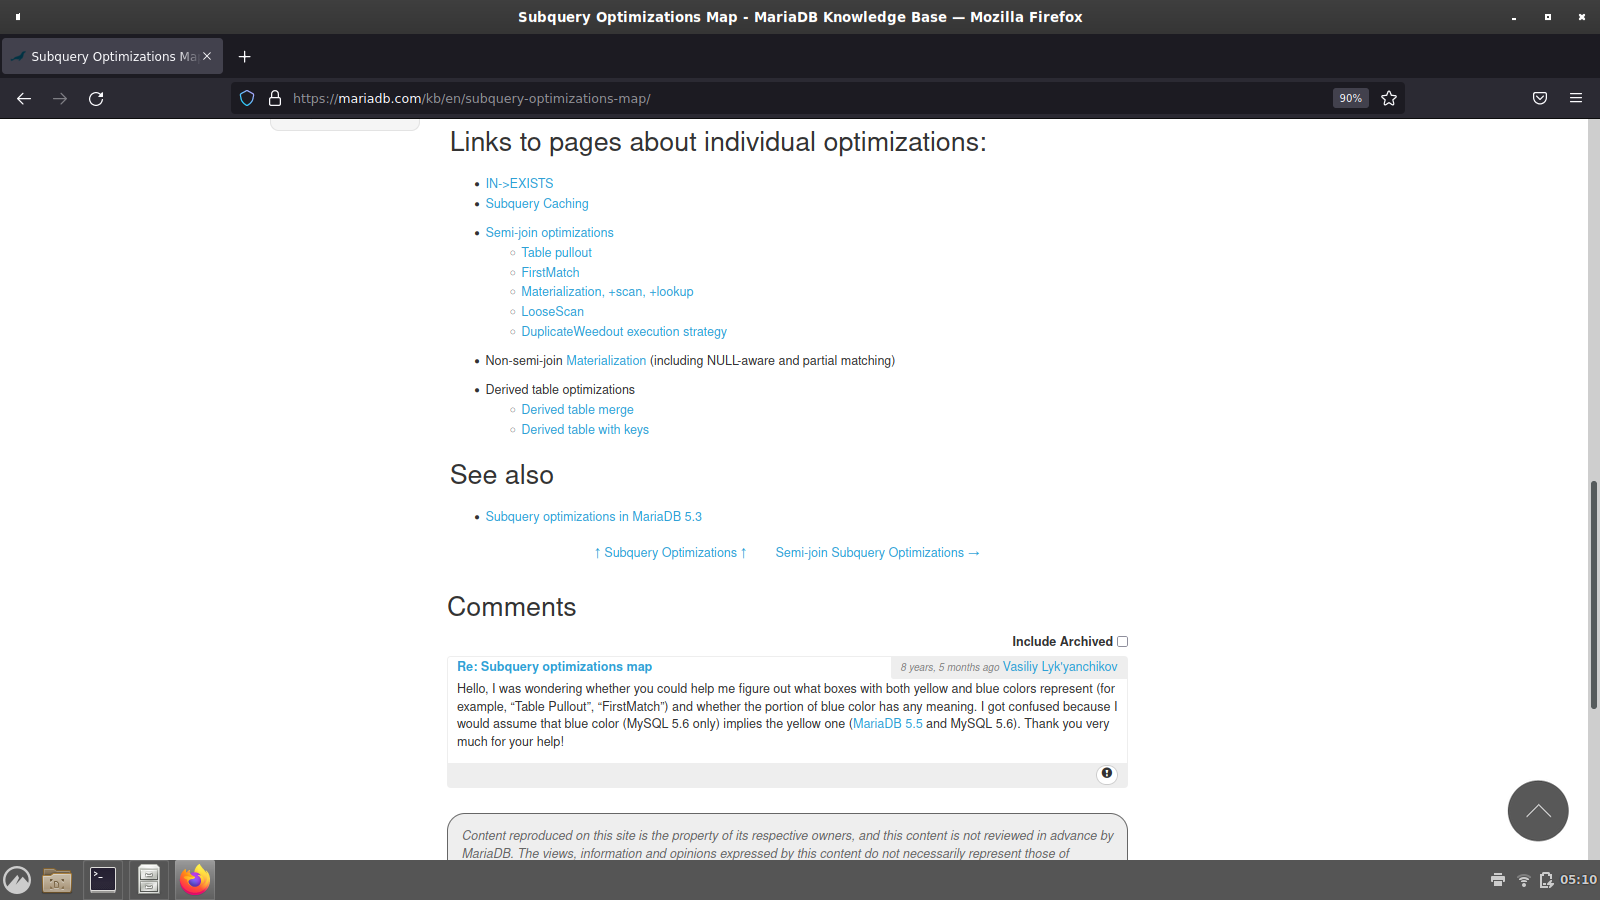 Subquery Optimizations Map - MariaDB Knowledge Base — Mozilla Firefox
Subquery Optimizations Ma
https://mariadb.com/kb/en/subquery-optimizations-map/
90%
Links to pages about individual optimizations:
IN->EXISTS
Subquery Caching
Semi-join optimizations
Table pullout
FirstMatch
Materialization, +scan, +lookup
LooseScan
DuplicateWeedout execution strategy
Non-semi-join Materialization (including NULL-aware and partial matching)
Derived table optimizations
Derived table merge
Derived table with keys
See also
Subquery optimizations in MariaDB 5.3
↑ Subquery Optimizations ↑
Semi-join Subquery Optimizations →
Comments
Include Archived
Re: Subquery optimizations map
8 years, 5 months ago Vasiliy Lyk'yanchikov
Hello, I was wondering whether you could help me figure out what boxes with both yellow and blue colors represent (for
example, “Table Pullout”, “FirstMatch”) and whether the portion of blue color has any meaning. I got confused because I
would assume that blue color (MySQL 5.6 only) implies the yellow one (MariaDB 5.5 and MySQL 5.6). Thank you very
much for your help!
Content reproduced on this site is the property of its respective owners, and this content is not reviewed in advance by
MariaDB. The views, information and opinions expressed by this content do not necessarily represent those of
05:10